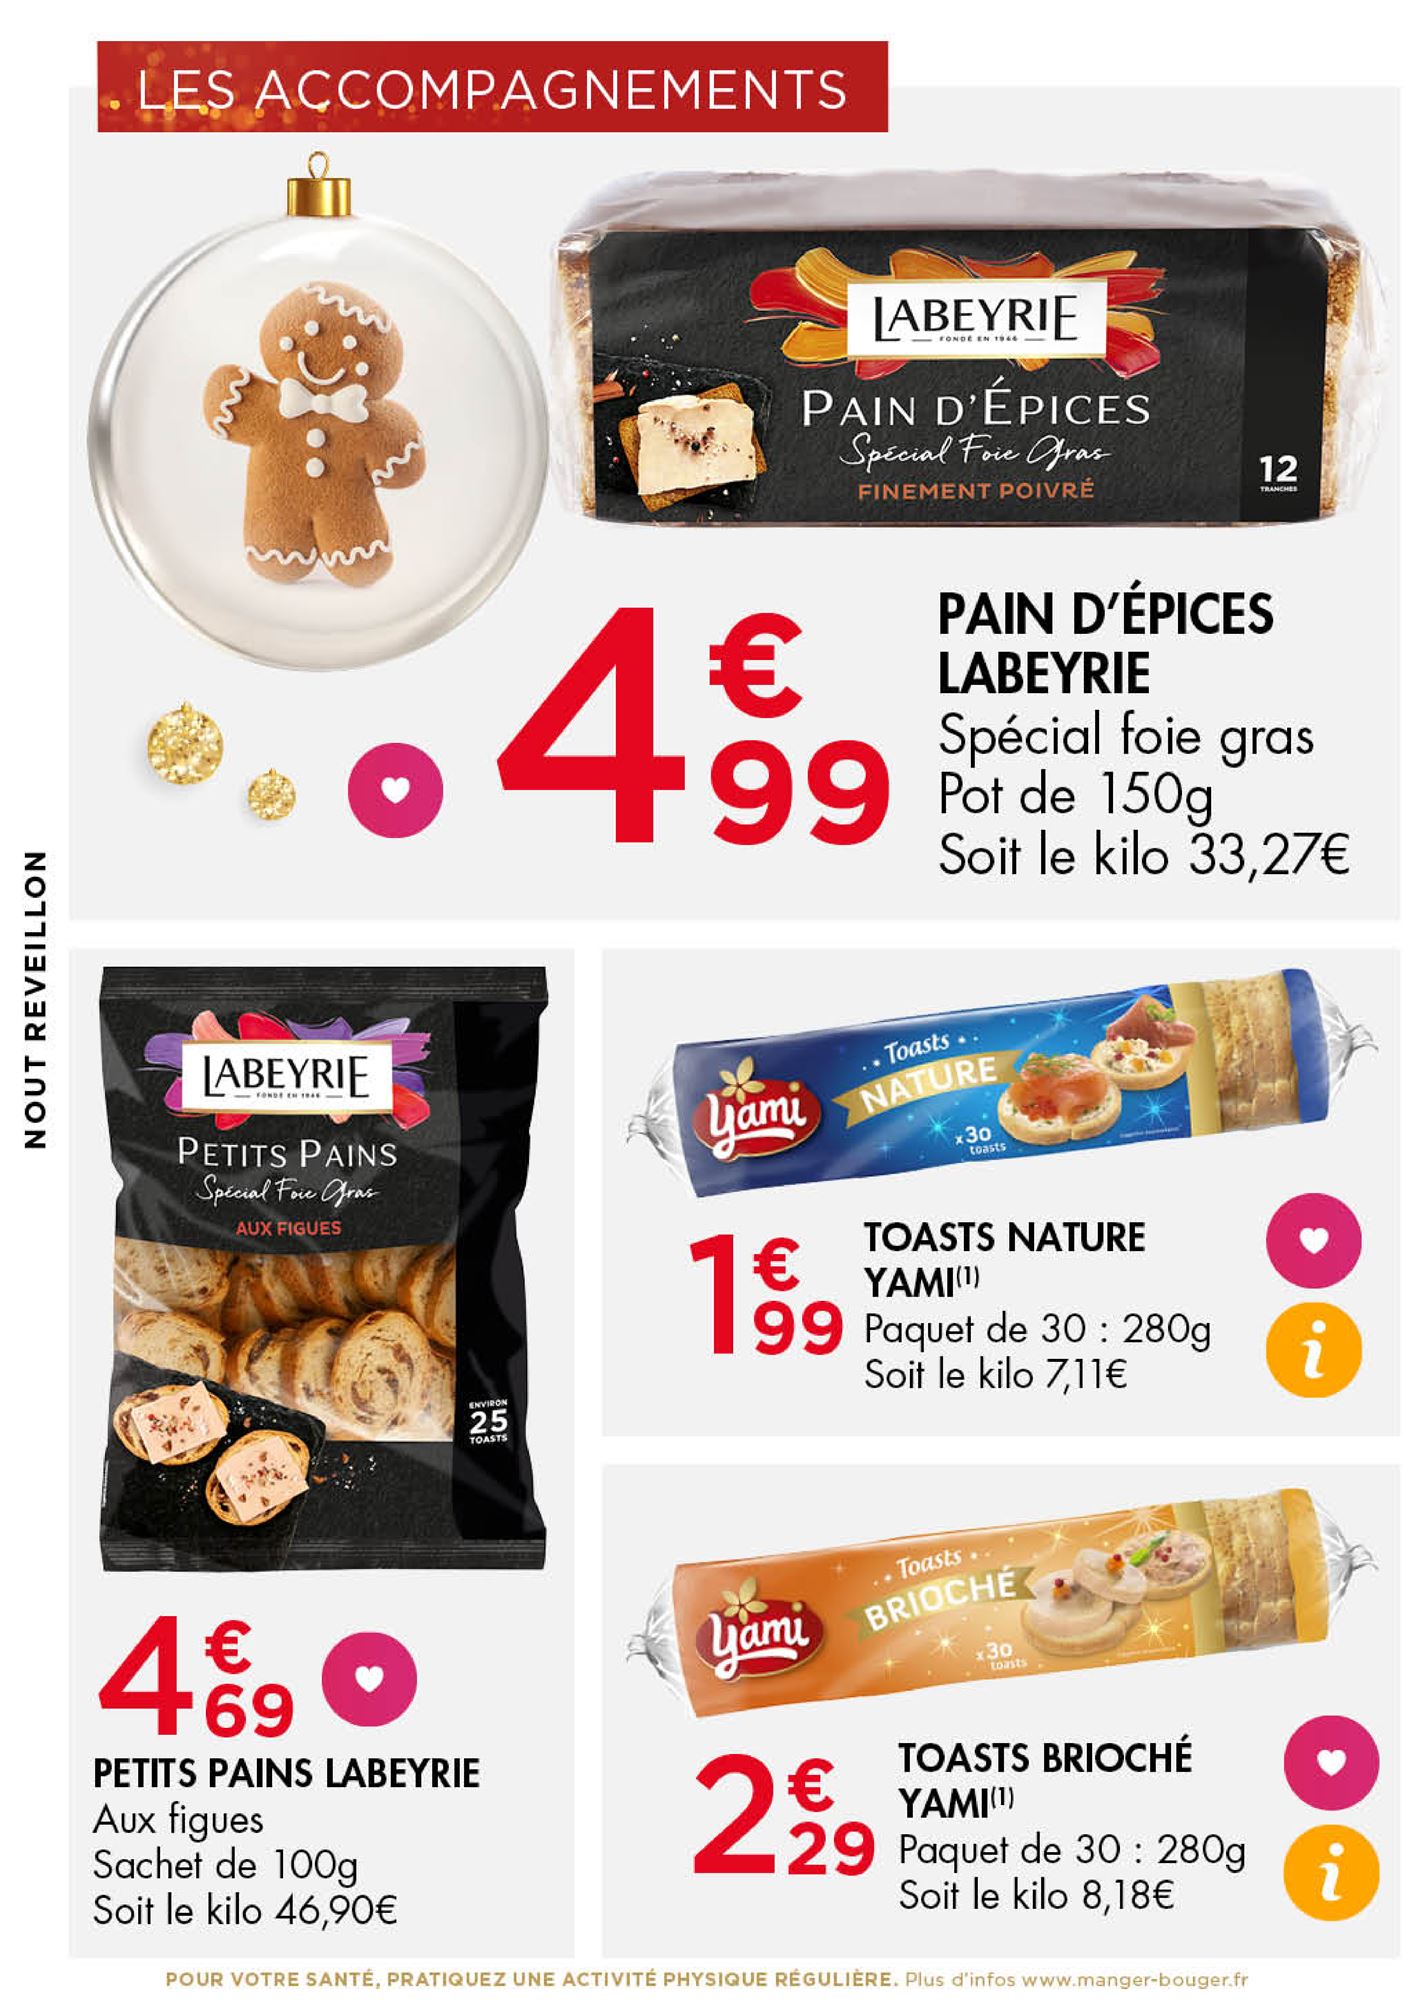 LES ACCOMPAGNEMENTS
LABEYRIE
FONDÉ EN 1946
PAIN D'ÉPICES
Spécial Foie Gras
FINEMENT POIVRÉ
12
TRANCHES
4€99
PAIN D'ÉPICES
LABEYRIE
Spécial foie gras
Pot de 150g
Soit le kilo 33,27€
NOUT REVEILLON
LABEYRIE
FONDÉ EN 1946
PETITS PAINS
Spécial Foie Gras
AUX FIGUES
ENVIRON
25
TOASTS
4€69
PETITS PAINS LABEYRIE
Aux figues
Sachet de 100g
Soit le kilo 46,90€
Yami
Toasts
NATURE
x30
toasts
1€99
TOASTS NATURE
YAMI(1)
Paquet de 30 : 280g
Soit le kilo 7,11€
i
Yami
Toasts
BRIOCHÉ
x30
toasts
2€29
TOASTS BRIOCHÉ
YAMI(1)
Paquet de 30 : 280g
Soit le kilo 8,18€
i
POUR VOTRE SANTÉ, PRATIQUEZ UNE ACTIVITÉ PHYSIQUE RÉGULIÈRE. Plus d'infos www.manger-bouger.fr